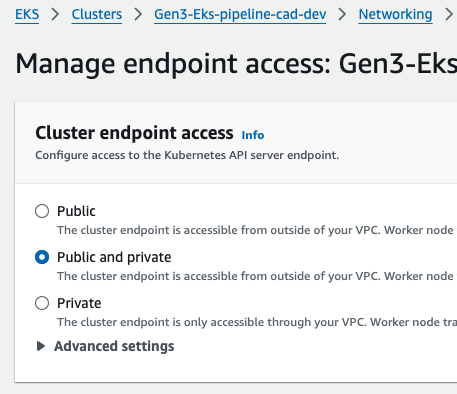 EKS > Clusters > Gen3-Eks-pipeline-cad-dev > Networking >
Manage endpoint access: Gen3-Eks
Cluster endpoint access Info
Configure access to the Kubernetes API server endpoint.
Public
The cluster endpoint is accessible from outside of your VPC. Worker node
Public and private
The cluster endpoint is accessible from outside of your VPC. Worker node
Private
The cluster endpoint is only accessible through your VPC. Worker node tra
Advanced settings